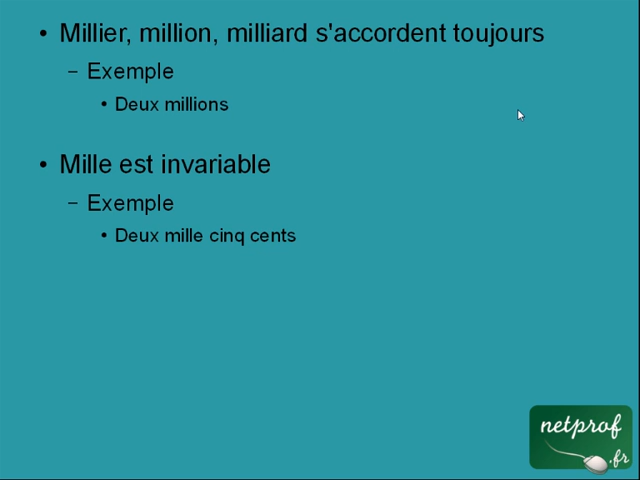 • Millier, million, milliard s'accordent toujours
– Exemple
• Deux millions
• Mille est invariable
– Exemple
• Deux mille cinq cents
netprof
.fr